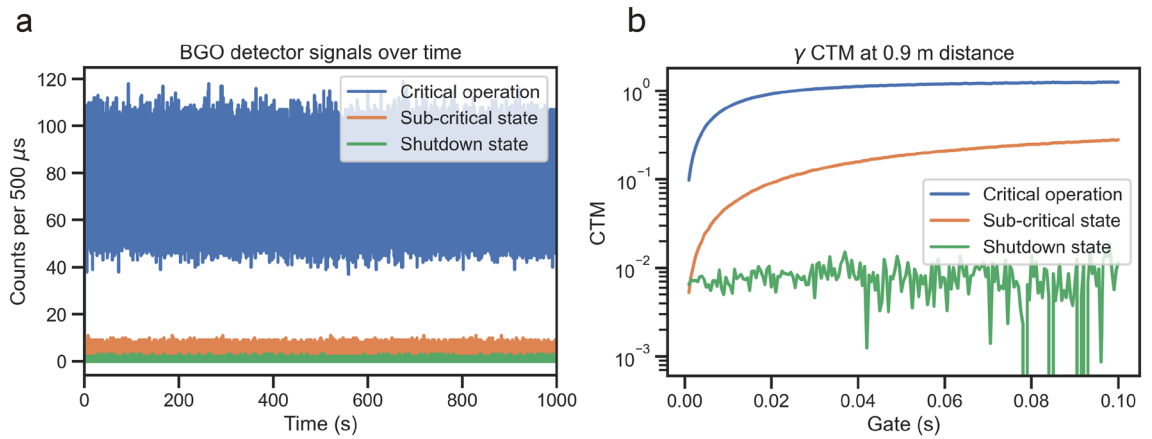 a
BGO detector signals over time
Counts per 500 μs
120
100
80
60
40
20
0
Critical operation
Sub-critical state
Shutdown state
0 200 400 600 800 1000
Time (s)
b
γ CTM at 0.9 m distance
CTM
10⁰
10⁻¹
10⁻²
10⁻³
Critical operation
Sub-critical state
Shutdown state
0.00 0.02 0.04 0.06 0.08 0.10
Gate (s)